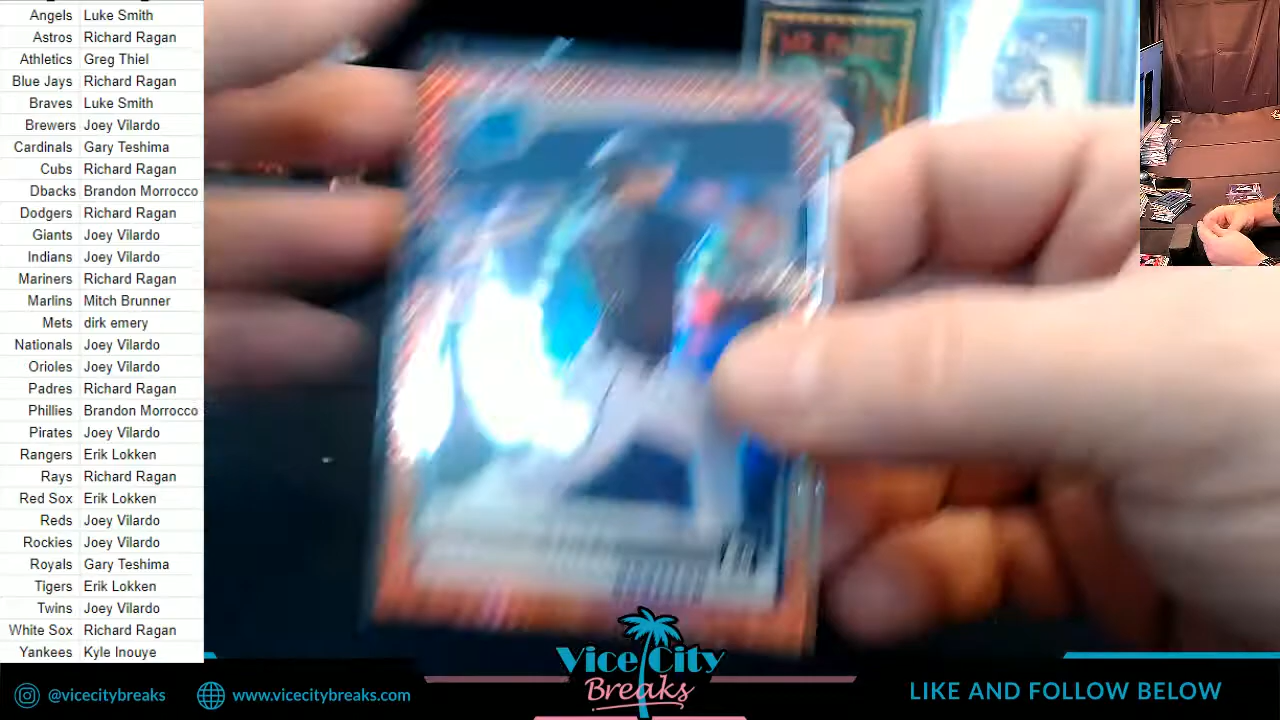 Angels Luke Smith
Astros Richard Ragan
Athletics Greg Thiel
Blue Jays Richard Ragan
Braves Luke Smith
Brewers Joey Vilardo
Cardinals Gary Teshima
Cubs Richard Ragan
Dbacks Brandon Morrocco
Dodgers Richard Ragan
Giants Joey Vilardo
Indians Joey Vilardo
Mariners Richard Ragan
Marlins Mitch Brunner
Mets dirk emery
Nationals Joey Vilardo
Orioles Joey Vilardo
Padres Richard Ragan
Phillies Brandon Morrocco
Pirates Joey Vilardo
Rangers Erik Lokken
Rays Richard Ragan
Red Sox Erik Lokken
Reds Joey Vilardo
Rockies Joey Vilardo
Royals Gary Teshima
Tigers Erik Lokken
Twins Joey Vilardo
White Sox Richard Ragan
Yankees Kyle Inouye
Vice City
Breaks
@vicecitybreaks
www.vicecitybreaks.com
LIKE AND FOLLOW BELOW